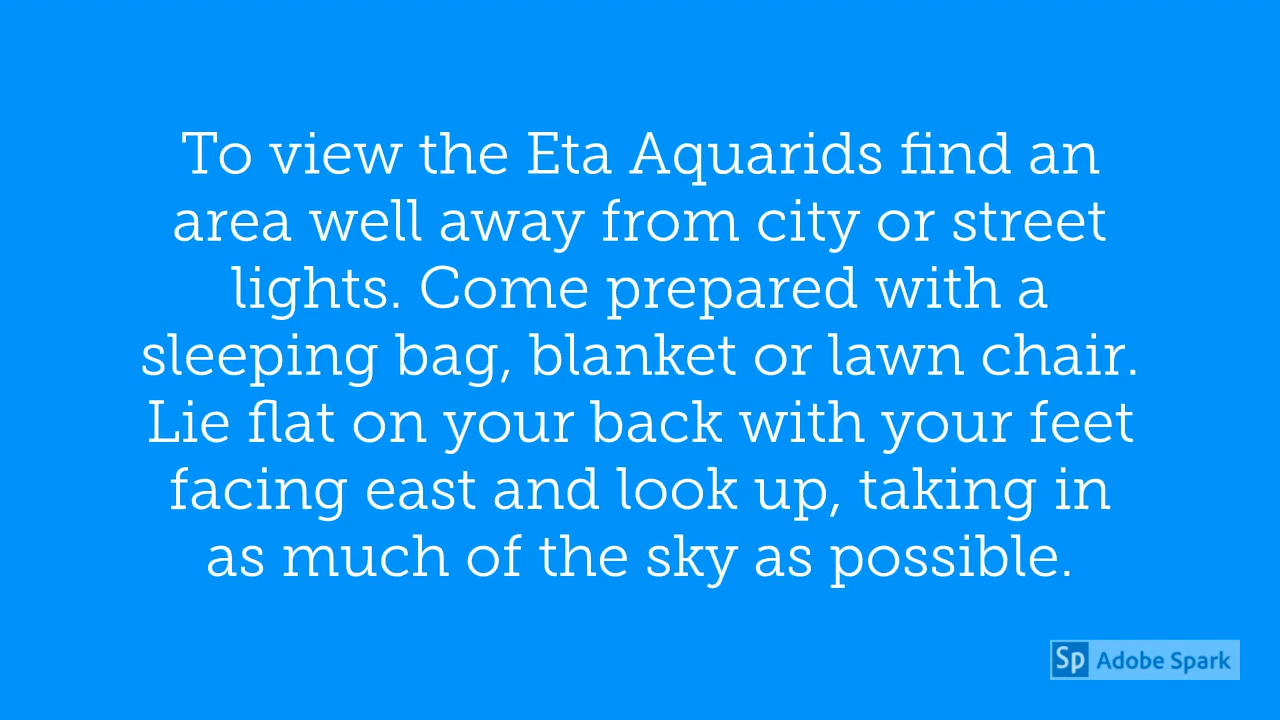 To view the Eta Aquarids find an
area well away from city or street
lights. Come prepared with a
sleeping bag, blanket or lawn chair.
Lie flat on your back with your feet
facing east and look up, taking in
as much of the sky as possible.
Sp Adobe Spark